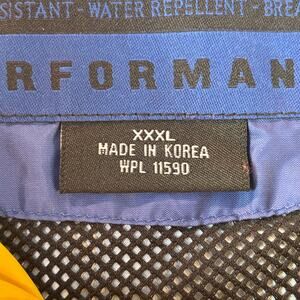 SISTANT-WATER REPELLENT-BREA
RFORMAN
XXXL
MADE IN KOREA
WPL 11590